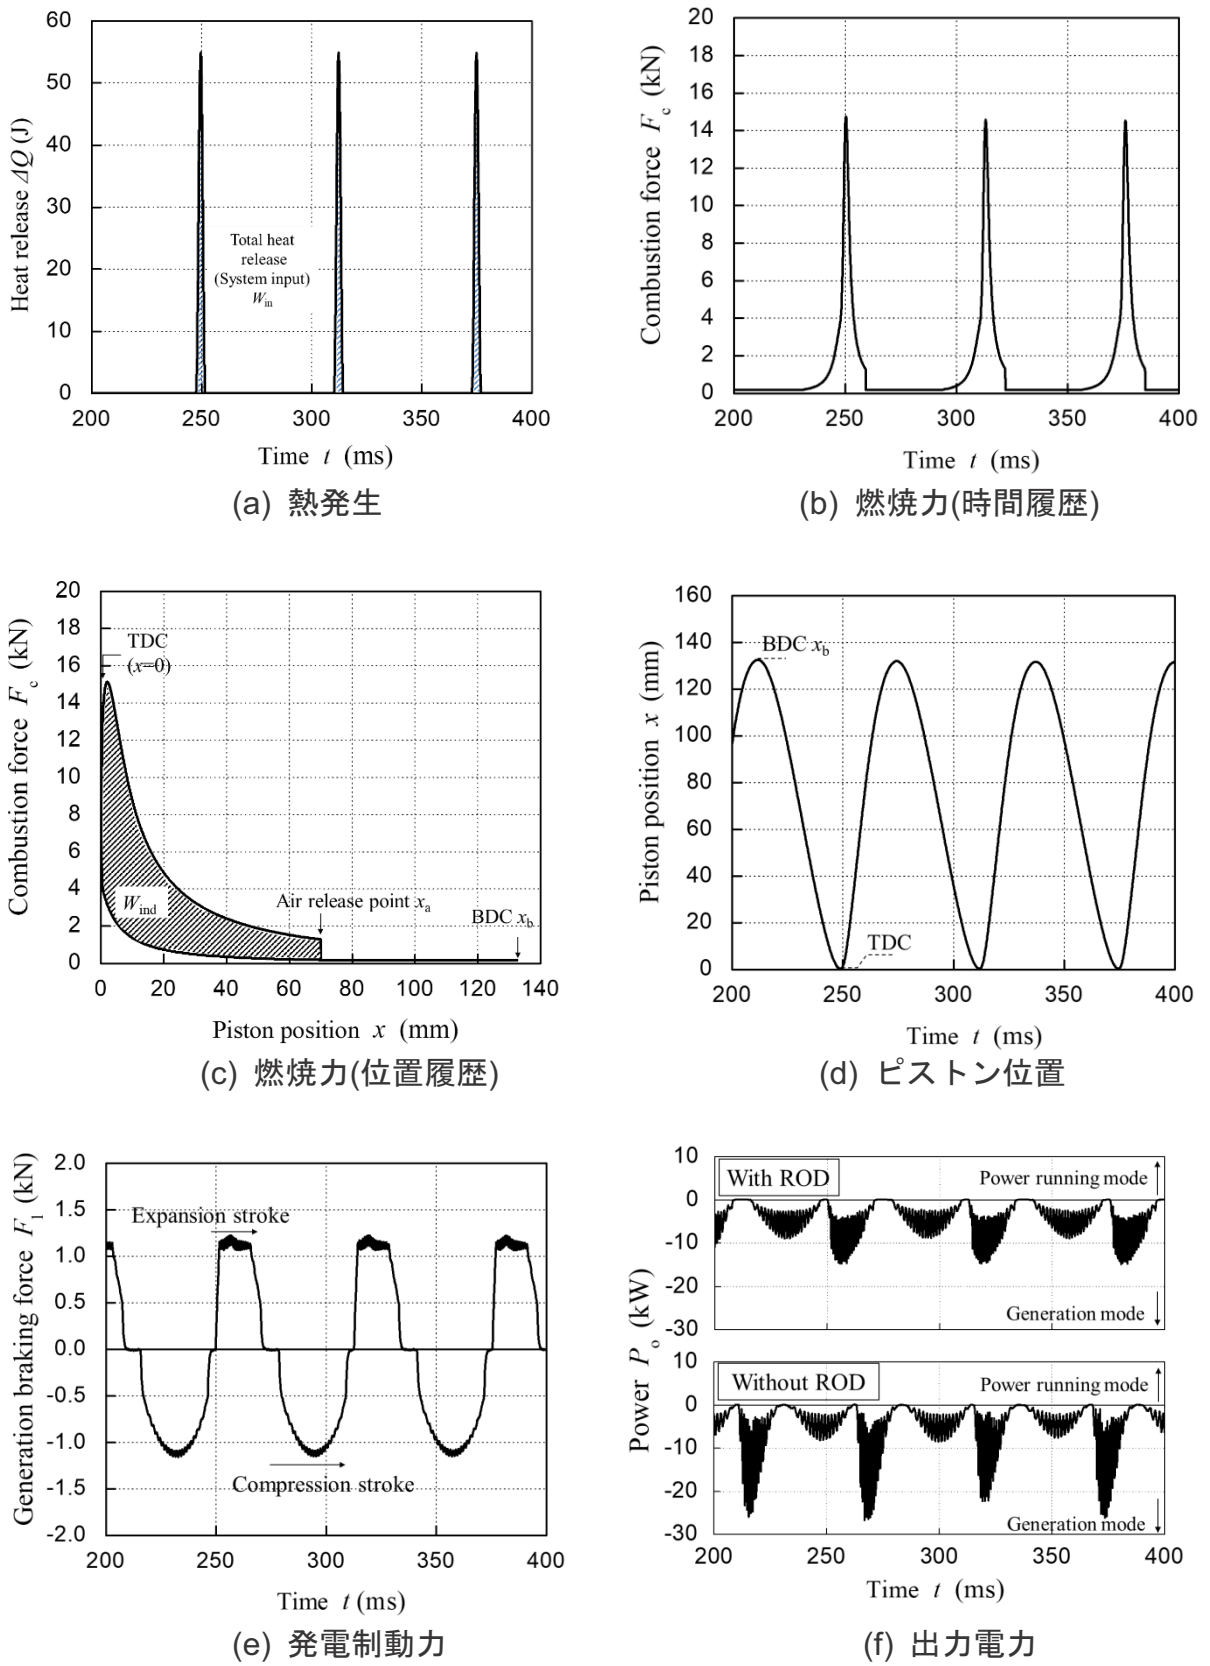 60
50
40
30
20
10
0
Heat release ΔQ (J)
Total heat
release
(System input)
Win
200
250
300
350
400
Time t (ms)
(a) 熱発生
20
18
16
14
12
10
8
6
4
2
0
Combustion force Fc (kN)
200
250
300
350
400
Time t (ms)
(b) 燃焼力(時間履歴)
20
18
16
14
12
10
8
6
4
2
0
Combustion force Fc (kN)
TDC
(x=0)
Wind
Air release point xa
BDC xb
0
20
40
60
80
100
120
140
Piston position x (mm)
(c) 燃焼力(位置履歴)
160
140
120
100
80
60
40
20
0
Piston position x (mm)
BDC xb
TDC
200
250
300
350
400
Time t (ms)
(d) ピストン位置
2.0
1.5
1.0
0.5
0.0
-0.5
-1.0
-1.5
-2.0
Generation braking force F1 (kN)
Expansion stroke
Compression stroke
200
250
300
350
400
Time t (ms)
(e) 発電制動力
10
0
-10
-20
-30
With ROD
Power running mode
Generation mode
Power Po (kW)
10
0
-10
-20
-30
Without ROD
Power running mode
Generation mode
200
250
300
350
400
Time t (ms)
(f) 出力電力